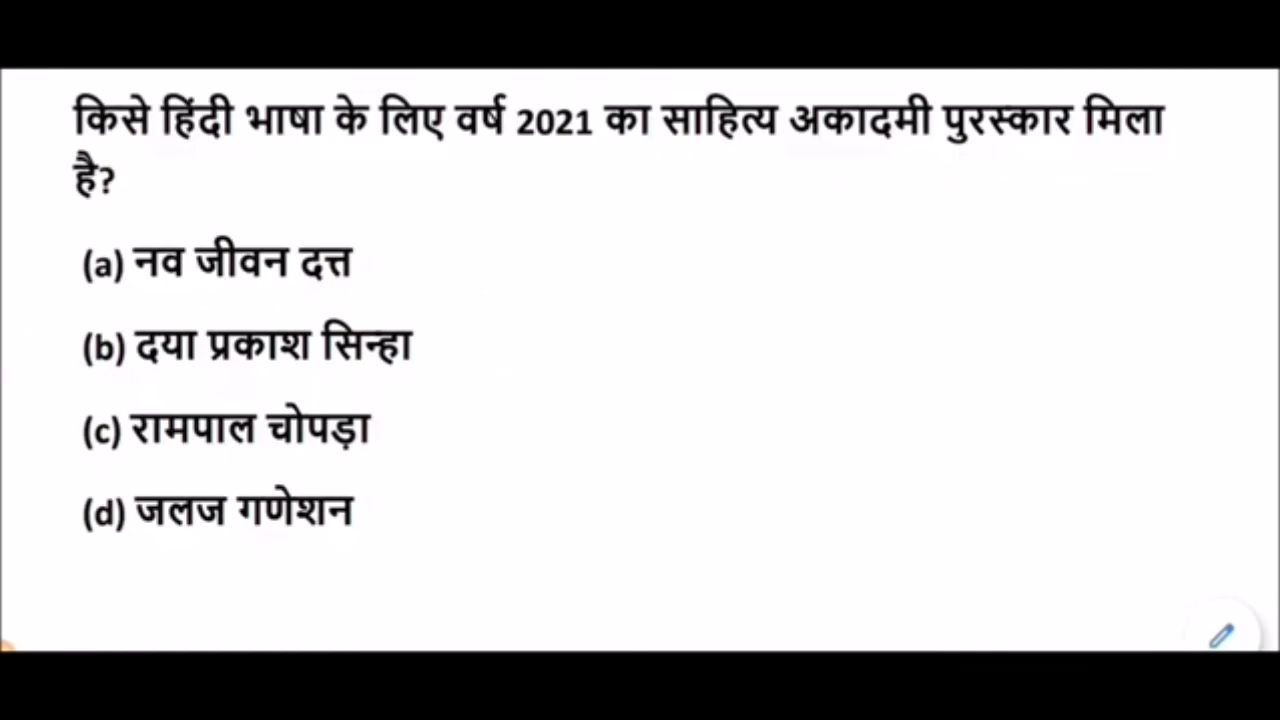 किसे हिंदी भाषा के लिए वर्ष 2021 का साहित्य अकादमी पुरस्कार मिला
है?
(a) नव जीवन दत्त
(b) दया प्रकाश सिन्हा
(c) रामपाल चोपड़ा
(d) जलज गणेशन